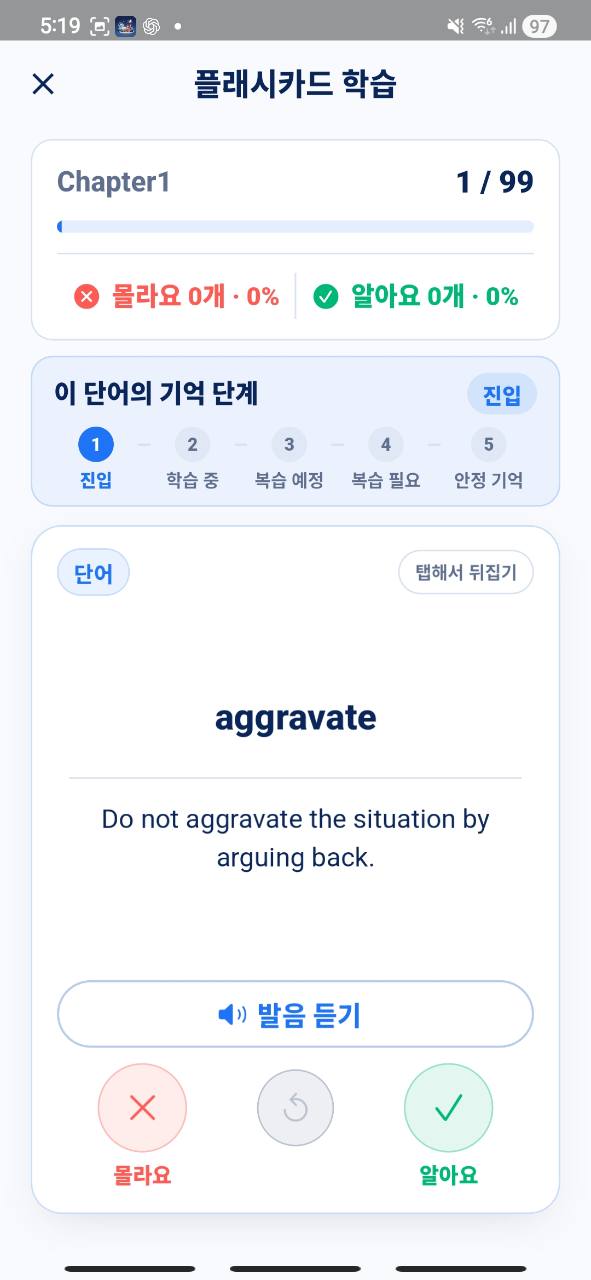 5:19
97
플래시카드 학습
Chapter1
1 / 99
몰라요 0개 · 0%
알아요 0개 · 0%
이 단어의 기억 단계
진입
1
2
3
4
5
진입
학습 중
복습 예정
복습 필요
안정 기억
단어
탭해서 뒤집기
aggravate
Do not aggravate the situation by
arguing back.
발음 듣기
몰라요
알아요